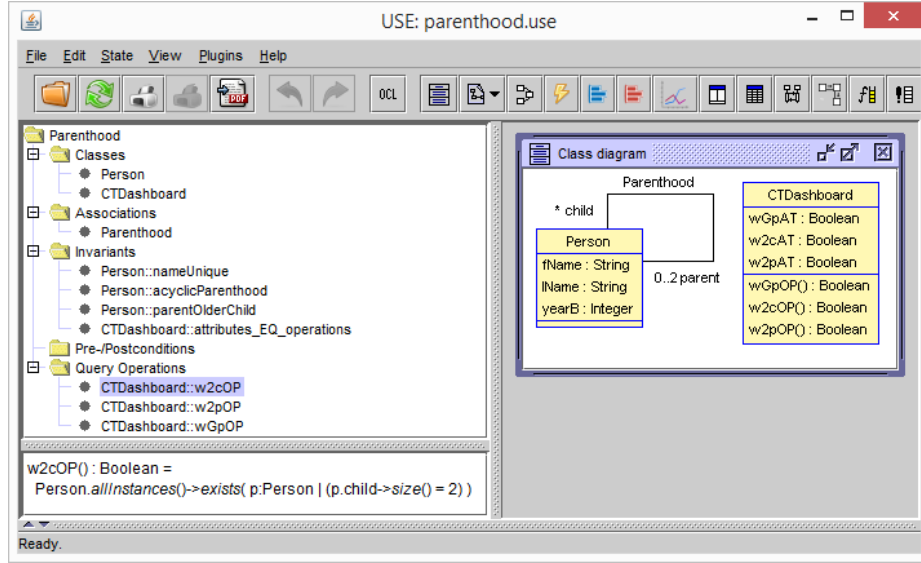 USE: parenthood.use
File Edit State View Plugins Help
PDF OCL
Parenthood
Classes
Person
CTDashboard
Associations
Parenthood
Invariants
Person::nameUnique
Person::acyclicParenthood
Person::parentOlderChild
CTDashboard::attributes_EQ_operations
Pre-/Postconditions
Query Operations
CTDashboard::w2cOP
CTDashboard::w2pOP
CTDashboard::wGpOP
w2cOP() : Boolean =
Person.allInstances()->exists( p:Person | (p.child->size() = 2) )
Class diagram
Parenthood
* child
Person
fName : String
lName : String
yearB : Integer
0..2 parent
CTDashboard
wGpAT : Boolean
w2cAT : Boolean
w2pAT : Boolean
wGpOP() : Boolean
w2cOP() : Boolean
w2pOP() : Boolean
Ready.